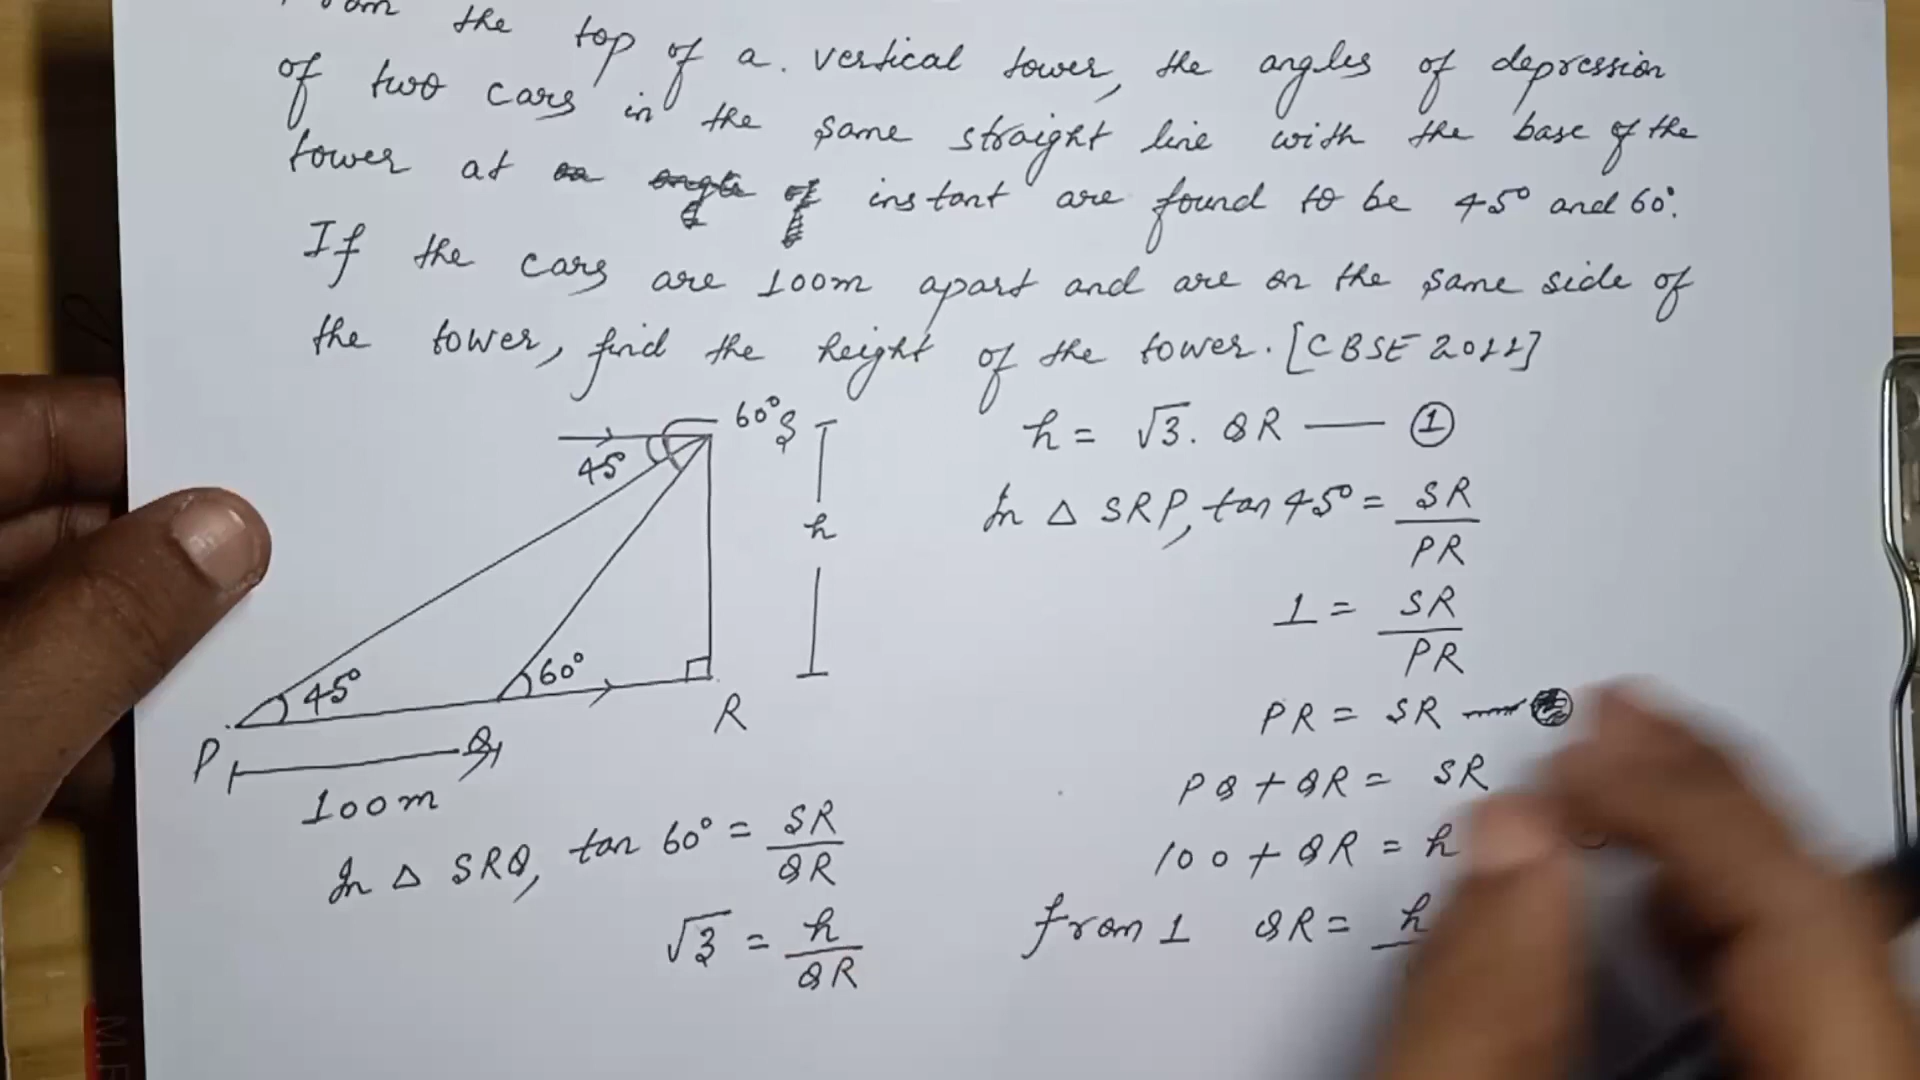 the top of a. vertical tower, the angles of depression
of two cars in the same straight line with the base of the
tower at instant are found to be 45° and 60°.
If the cars are 100m apart and are on the same side of
the tower, find the height of the tower. [CBSE 2011]
60° S
45
h
45° 60°
P Q R
100m
In △ SRQ, tan 60° = SR/QR
√3 = h/QR
h = √3. QR — ①
In △ SRP, tan 45° = SR/PR
1 = SR/PR
PR = SR
PQ + QR = SR
100 + QR = h
from 1 QR = h